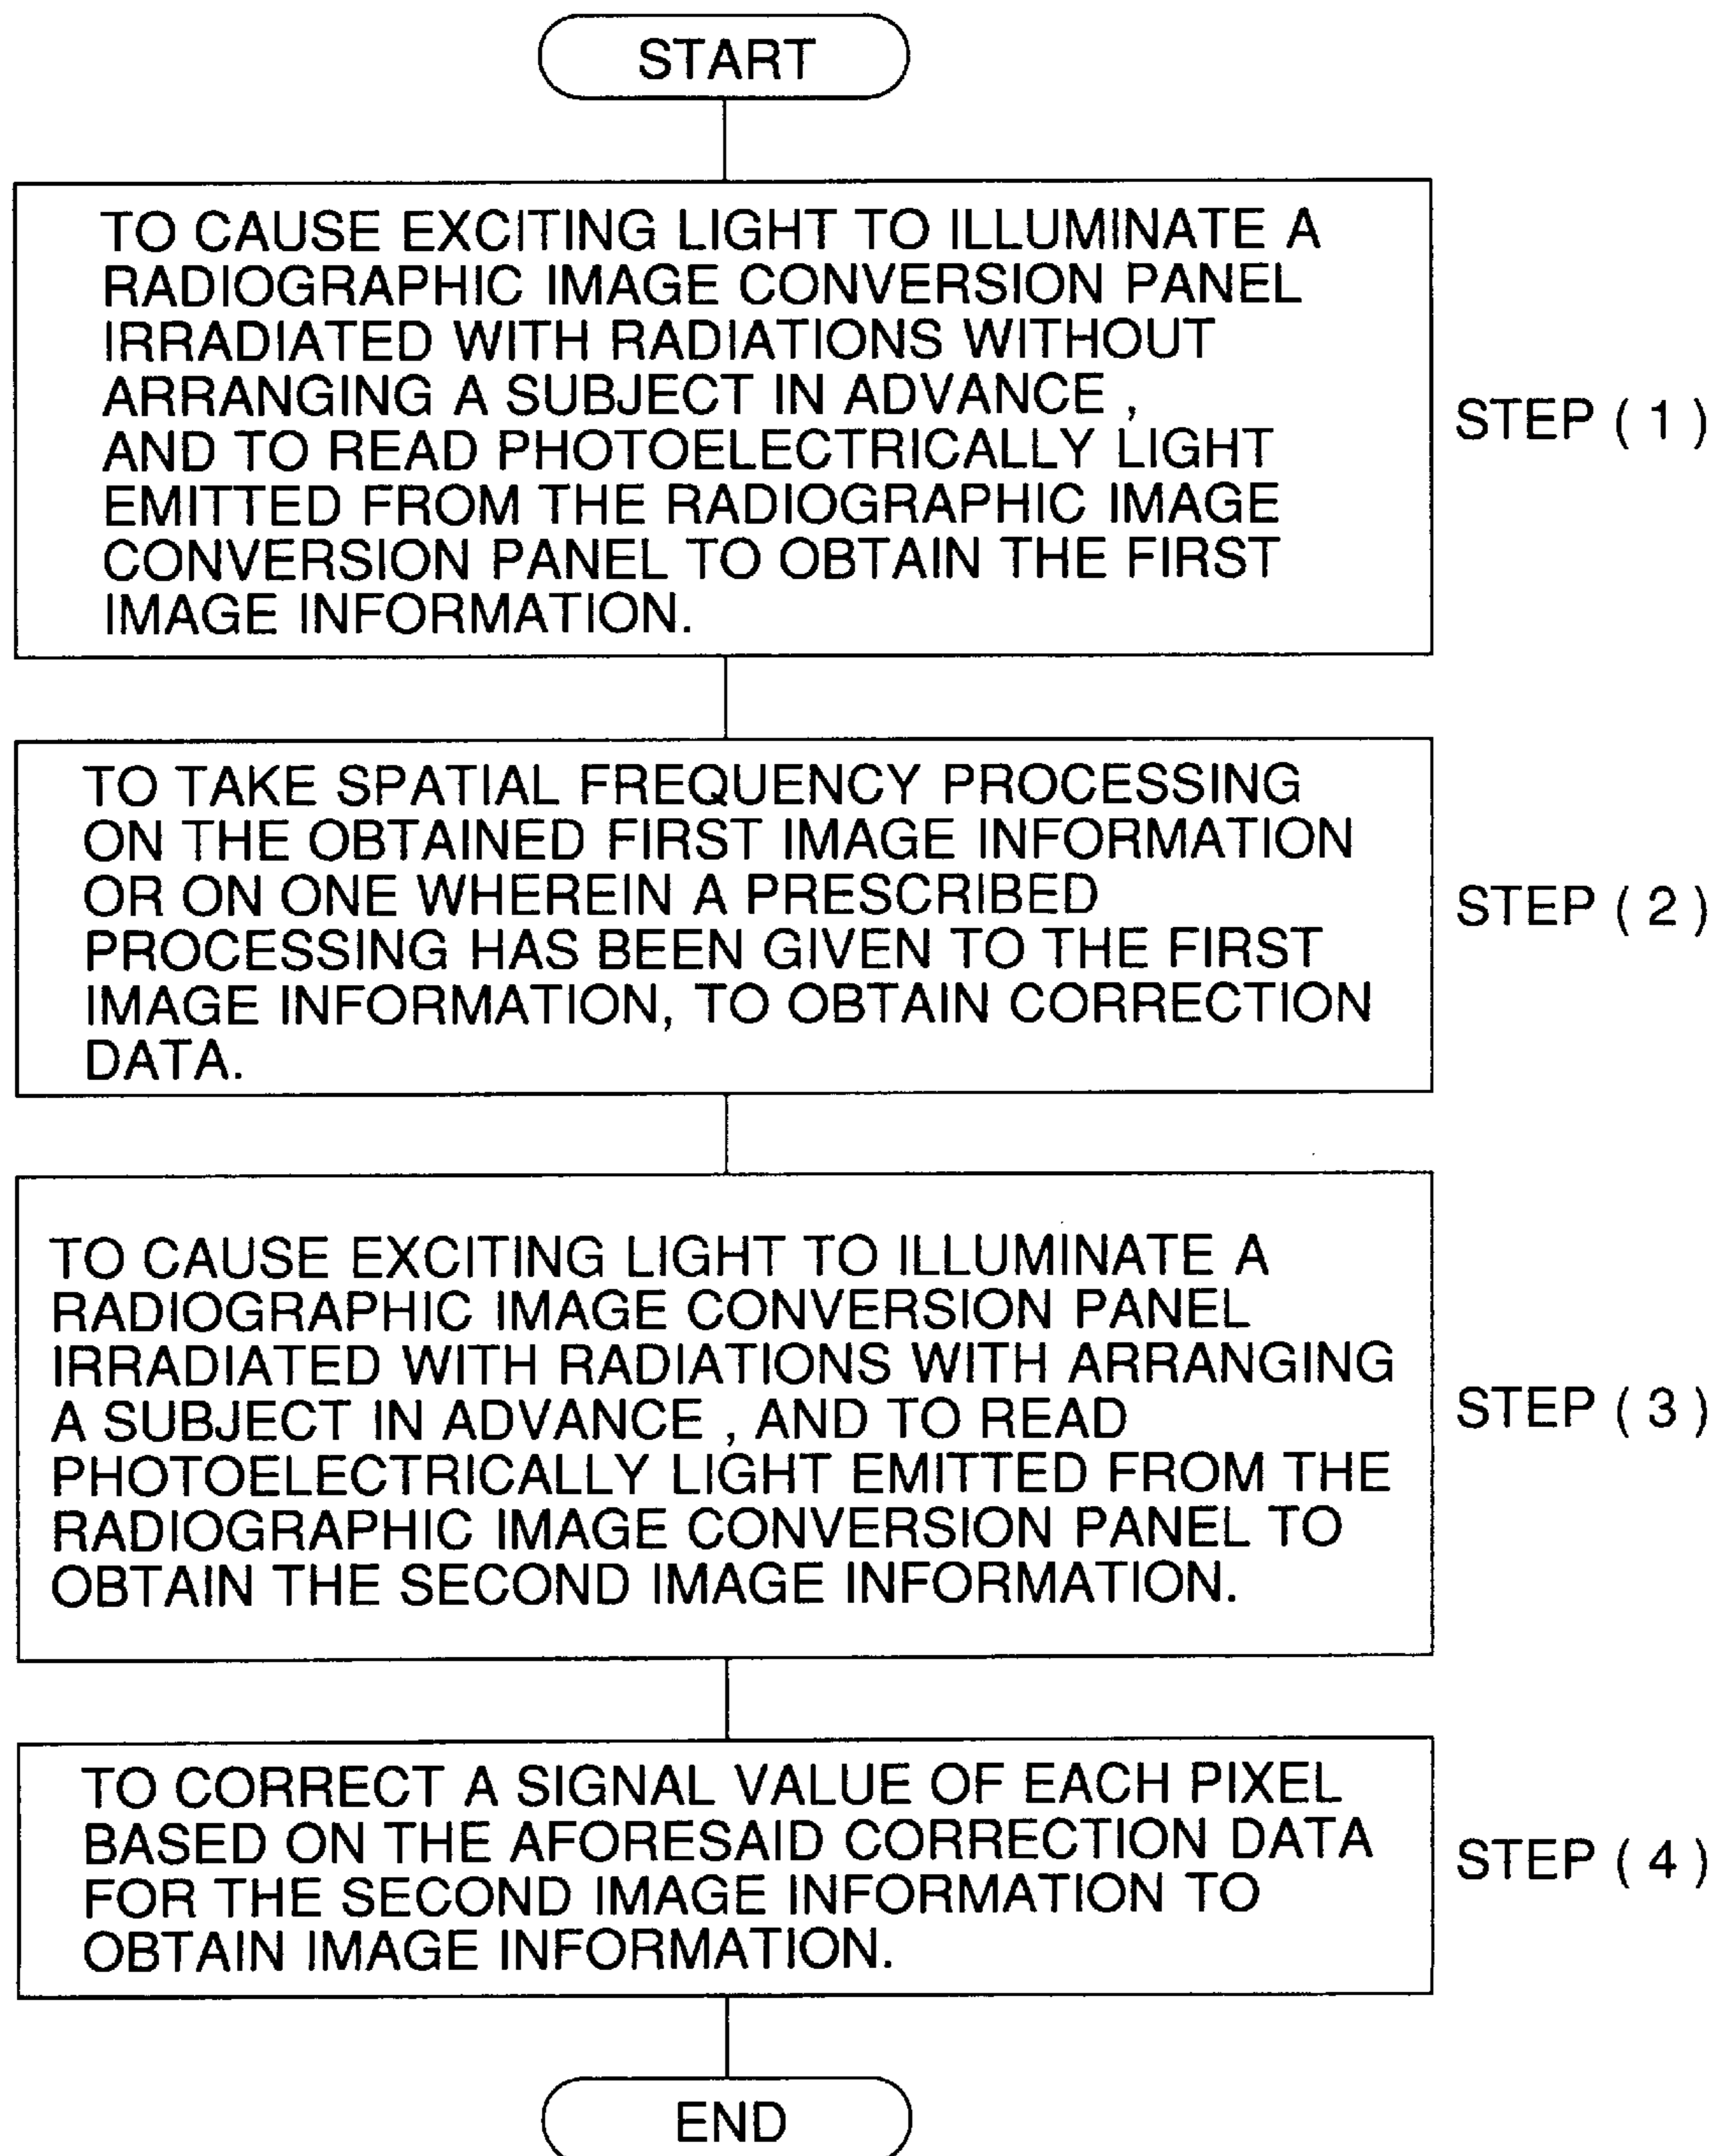 START
TO CAUSE EXCITING LIGHT TO ILLUMINATE A
RADIOGRAPHIC IMAGE CONVERSION PANEL
IRRADIATED WITH RADIATIONS WITHOUT
ARRANGING A SUBJECT IN ADVANCE ,
AND TO READ PHOTOELECTRICALLY LIGHT
EMITTED FROM THE RADIOGRAPHIC IMAGE
CONVERSION PANEL TO OBTAIN THE FIRST
IMAGE INFORMATION.
STEP ( 1 )
TO TAKE SPATIAL FREQUENCY PROCESSING
ON THE OBTAINED FIRST IMAGE INFORMATION
OR ON ONE WHEREIN A PRESCRIBED
PROCESSING HAS BEEN GIVEN TO THE FIRST
IMAGE INFORMATION, TO OBTAIN CORRECTION
DATA.
STEP ( 2 )
TO CAUSE EXCITING LIGHT TO ILLUMINATE A
RADIOGRAPHIC IMAGE CONVERSION PANEL
IRRADIATED WITH RADIATIONS WITH ARRANGING
A SUBJECT IN ADVANCE , AND TO READ
PHOTOELECTRICALLY LIGHT EMITTED FROM THE
RADIOGRAPHIC IMAGE CONVERSION PANEL TO
OBTAIN THE SECOND IMAGE INFORMATION.
STEP ( 3 )
TO CORRECT A SIGNAL VALUE OF EACH PIXEL
BASED ON THE AFORESAID CORRECTION DATA
FOR THE SECOND IMAGE INFORMATION TO
OBTAIN IMAGE INFORMATION.
STEP ( 4 )
END